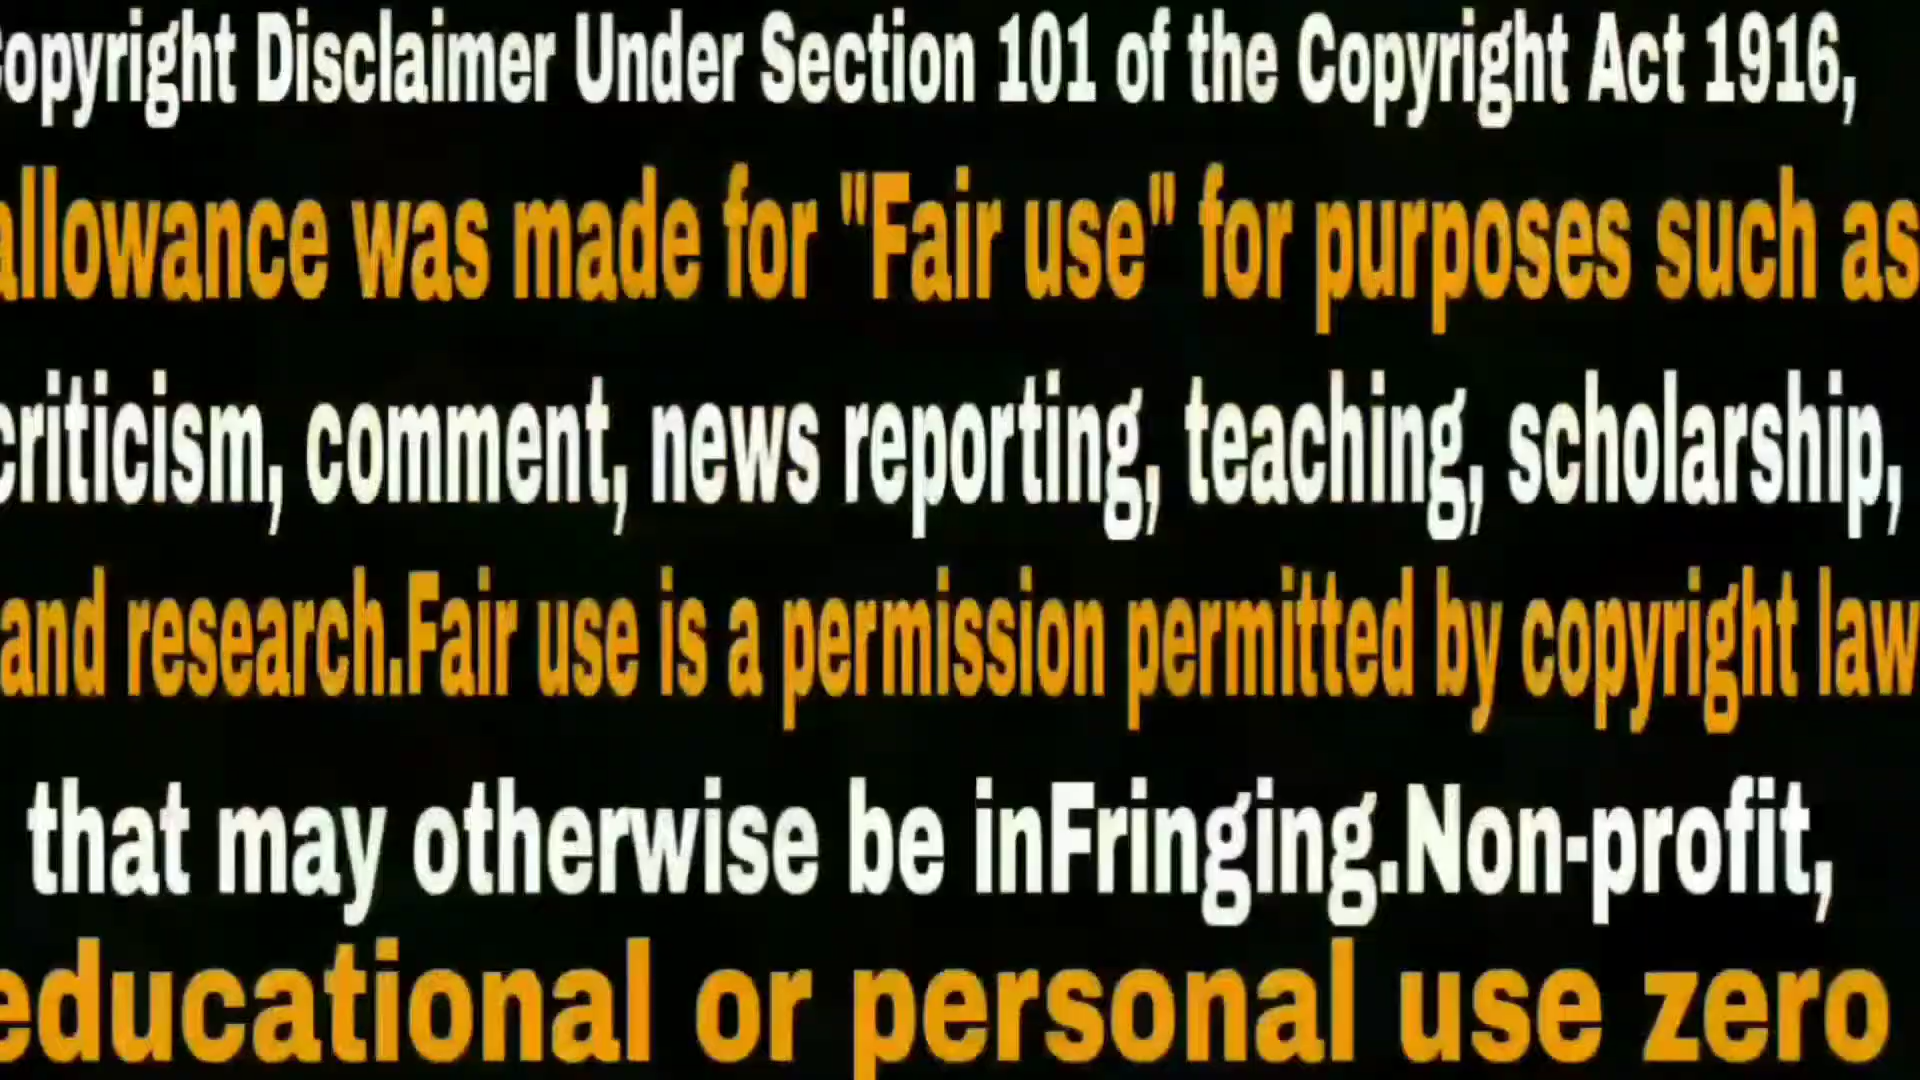 Copyright Disclaimer Under Section 101 of the Copyright Act 1916,
allowance was made for "Fair use" for purposes such as
criticism, comment, news reporting, teaching, scholarship,
and research.Fair use is a permission permitted by copyright law
that may otherwise be inFringing.Non-profit,
educational or personal use zero